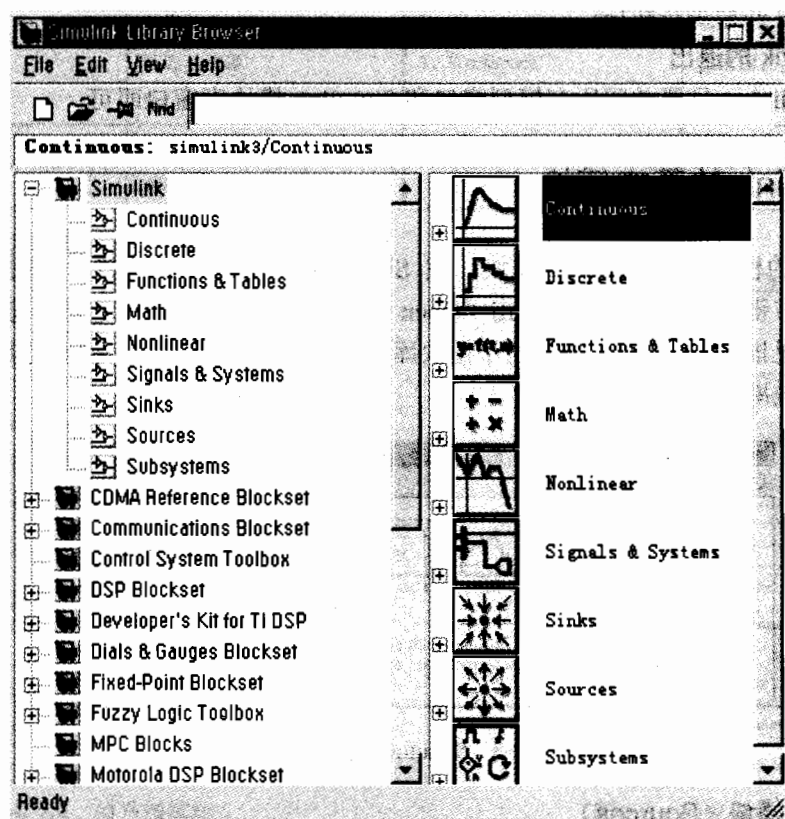 Simulink Library Browser
File Edit View Help
Find
Continuous: simulink3/Continuous
Simulink
Continuous
Discrete
Functions & Tables
Math
Nonlinear
Signals & Systems
Sinks
Sources
Subsystems
CDMA Reference Blockset
Communications Blockset
Control System Toolbox
DSP Blockset
Developer's Kit for TI DSP
Dials & Gauges Blockset
Fixed-Point Blockset
Fuzzy Logic Toolbox
MPC Blocks
Motorola DSP Blockset
Continuous
Discrete
y=f(t,u)
Functions & Tables
Math
Nonlinear
Signals & Systems
Sinks
Sources
Subsystems
Ready